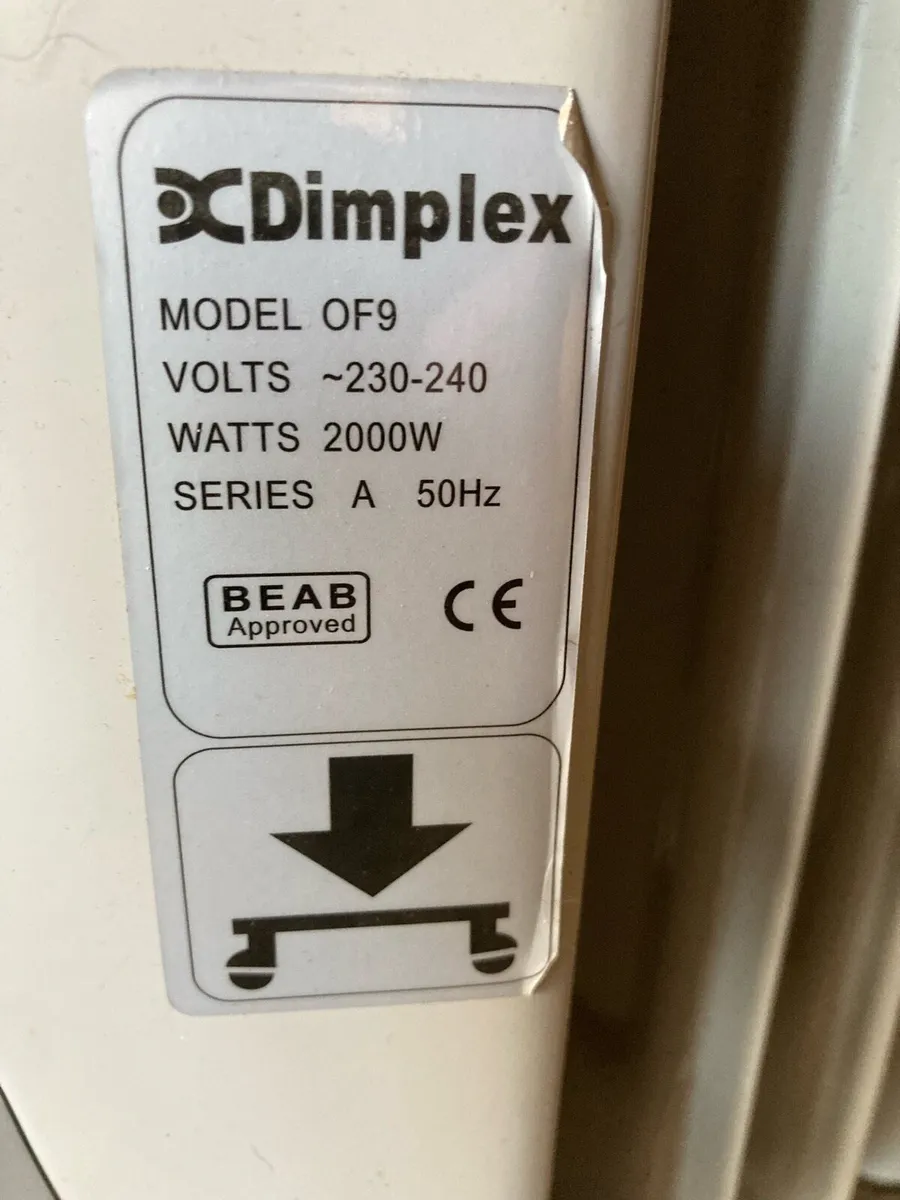 Dimplex
MODEL OF9
VOLTS ~230-240
WATTS 2000W
SERIES A 50Hz
BEAB
Approved
CE